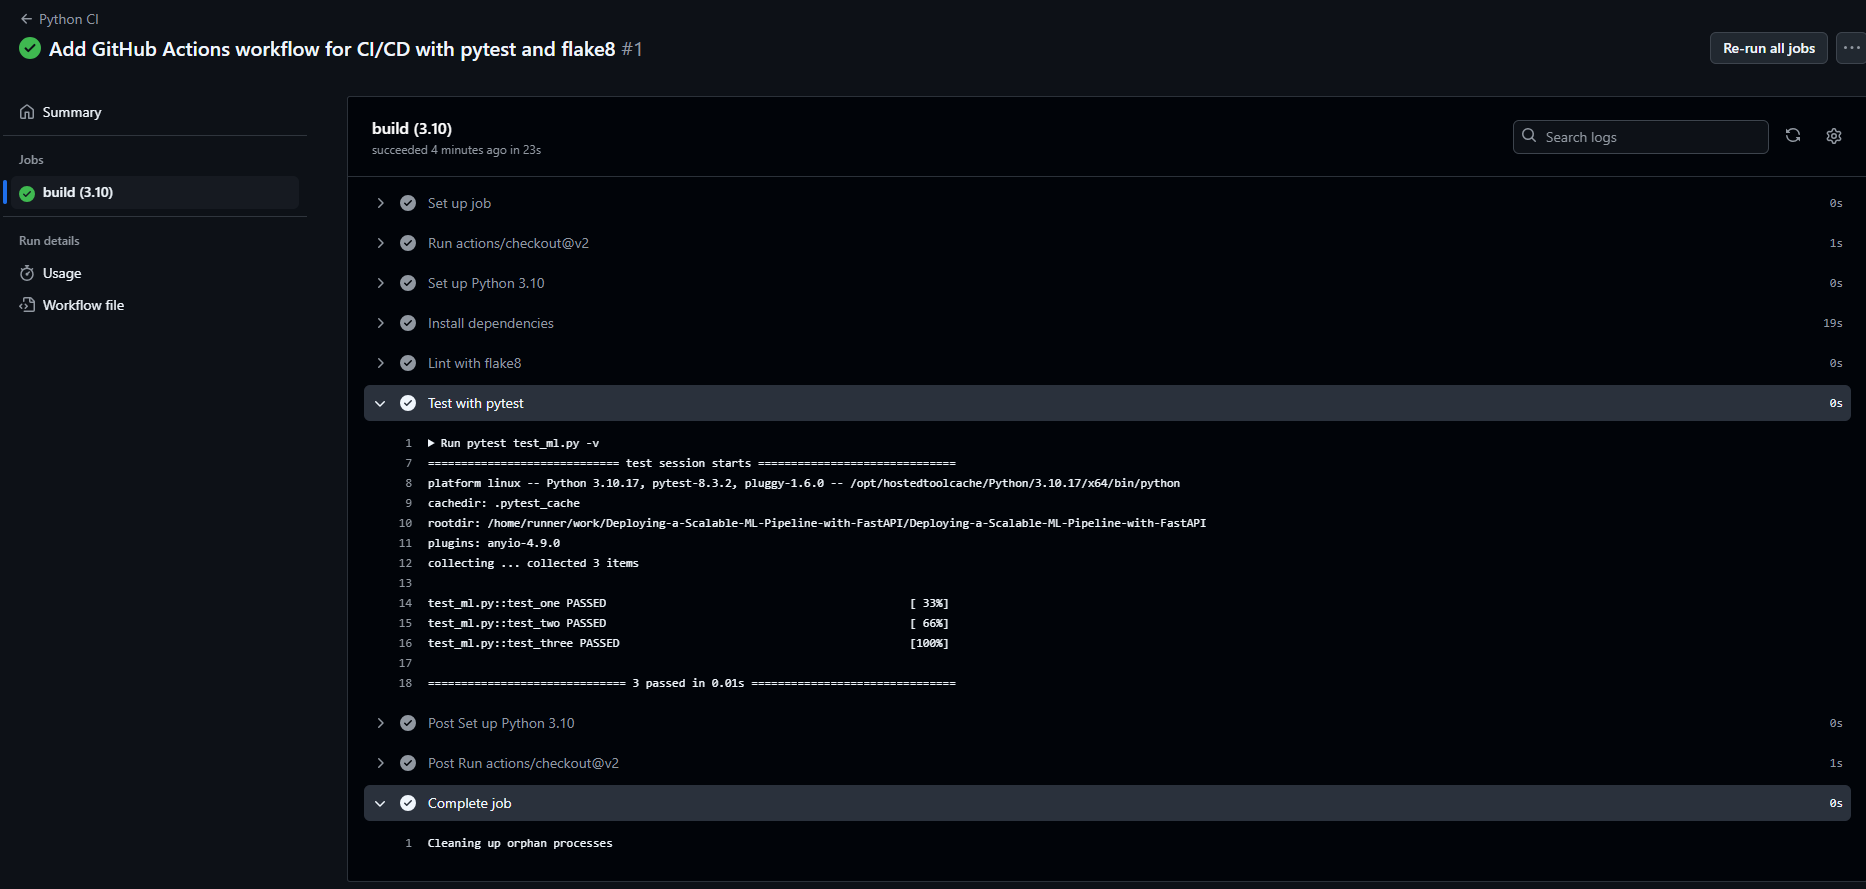 Python CI
Add GitHub Actions workflow for CI/CD with pytest and flake8 #1
Re-run all jobs
Summary
Jobs
build (3.10)
Run details
Usage
Workflow file
build (3.10)
succeeded 4 minutes ago in 23s
Search logs
Set up job 0s
Run actions/checkout@v2 1s
Set up Python 3.10 0s
Install dependencies 19s
Lint with flake8 0s
Test with pytest 0s
1 Run pytest test_ml.py -v
7 ============================= test session starts ==============================
8 platform linux -- Python 3.10.17, pytest-8.3.2, pluggy-1.6.0 -- /opt/hostedtoolcache/Python/3.10.17/x64/bin/python
9 cachedir: .pytest_cache
10 rootdir: /home/runner/work/Deploying-a-Scalable-ML-Pipeline-with-FastAPI/Deploying-a-Scalable-ML-Pipeline-with-FastAPI
11 plugins: anyio-4.9.0
12 collecting ... collected 3 items
13
14 test_ml.py::test_one PASSED [ 33%]
15 test_ml.py::test_two PASSED [ 66%]
16 test_ml.py::test_three PASSED [100%]
17
18 ============================== 3 passed in 0.01s ===============================
Post Set up Python 3.10 0s
Post Run actions/checkout@v2 1s
Complete job 0s
1 Cleaning up orphan processes